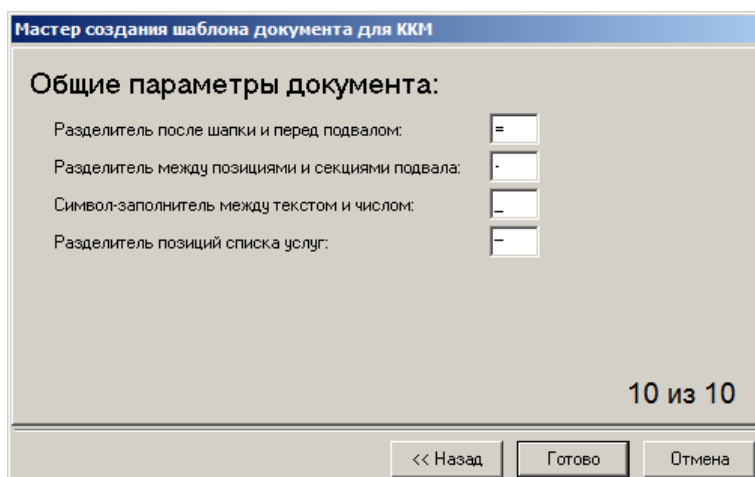 Мастер создания шаблона документа для ККМ
Общие параметры документа:
Разделитель после шапки и перед подвалом: =
Разделитель между позициями и секциями подвала: -
Символ-заполнитель между текстом и числом: _
Разделитель позиций списка услуг: –
10 из 10
<< Назад Готово Отмена